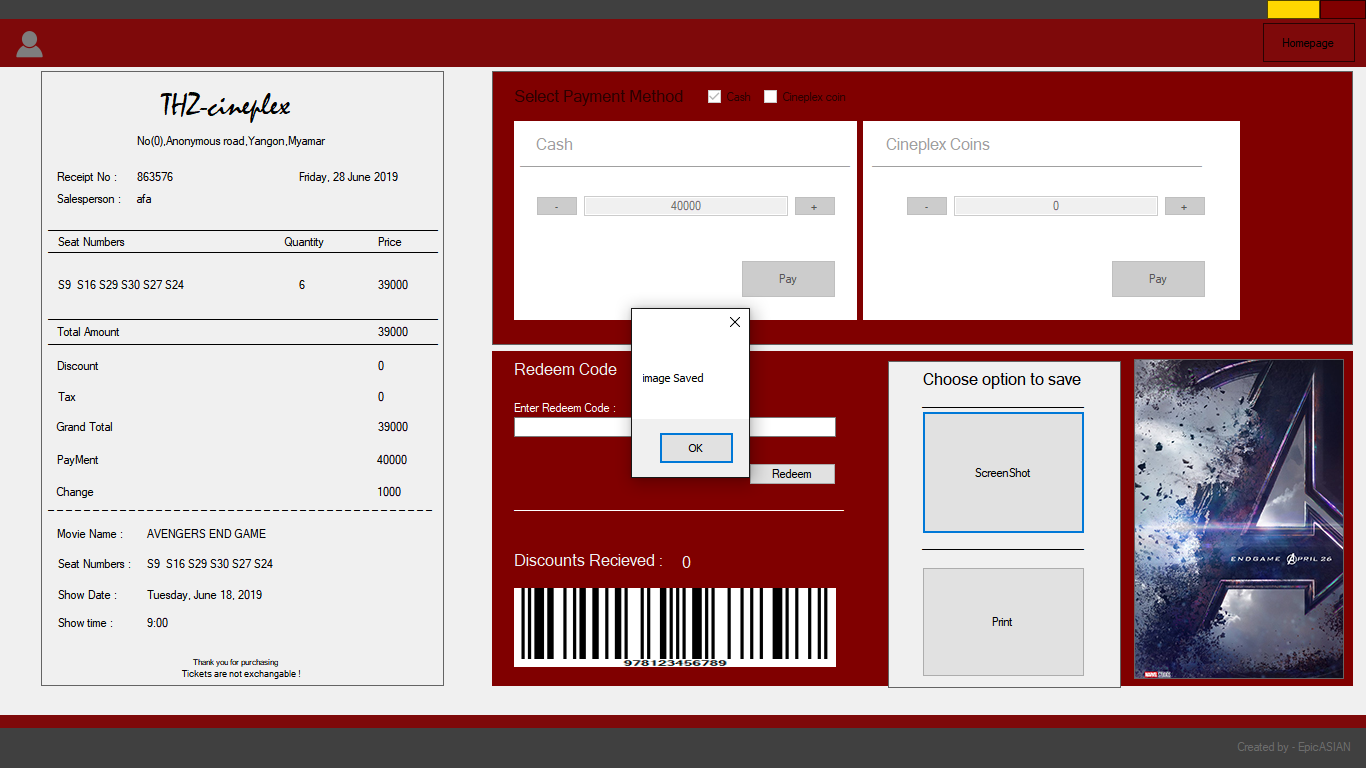 Homepage
THZ-cineplex
No(0),Anonymous road,Yangon,Myamar
Receipt No : 863576 Friday, 28 June 2019
Salesperson : afa
Seat Numbers Quantity Price
S9 S16 S29 S30 S27 S24 6 39000
Total Amount 39000
Discount 0
Tax 0
Grand Total 39000
PayMent 40000
Change 1000
Movie Name : AVENGERS END GAME
Seat Numbers : S9 S16 S29 S30 S27 S24
Show Date : Tuesday, June 18, 2019
Show time : 9:00
Thank you for purchasing
Tickets are not exchangable !
Select Payment Method Cash Cineplex coin
Cash
- 40000 +
Pay
Cineplex Coins
- 0 +
Pay
image Saved
OK
Redeem Code
Enter Redeem Code :
Redeem
Discounts Recieved : 0
978123456789
Choose option to save
ScreenShot
Print
ENDGAME APRIL 26
MARVEL STUDIOS
Created by - EpicASIAN